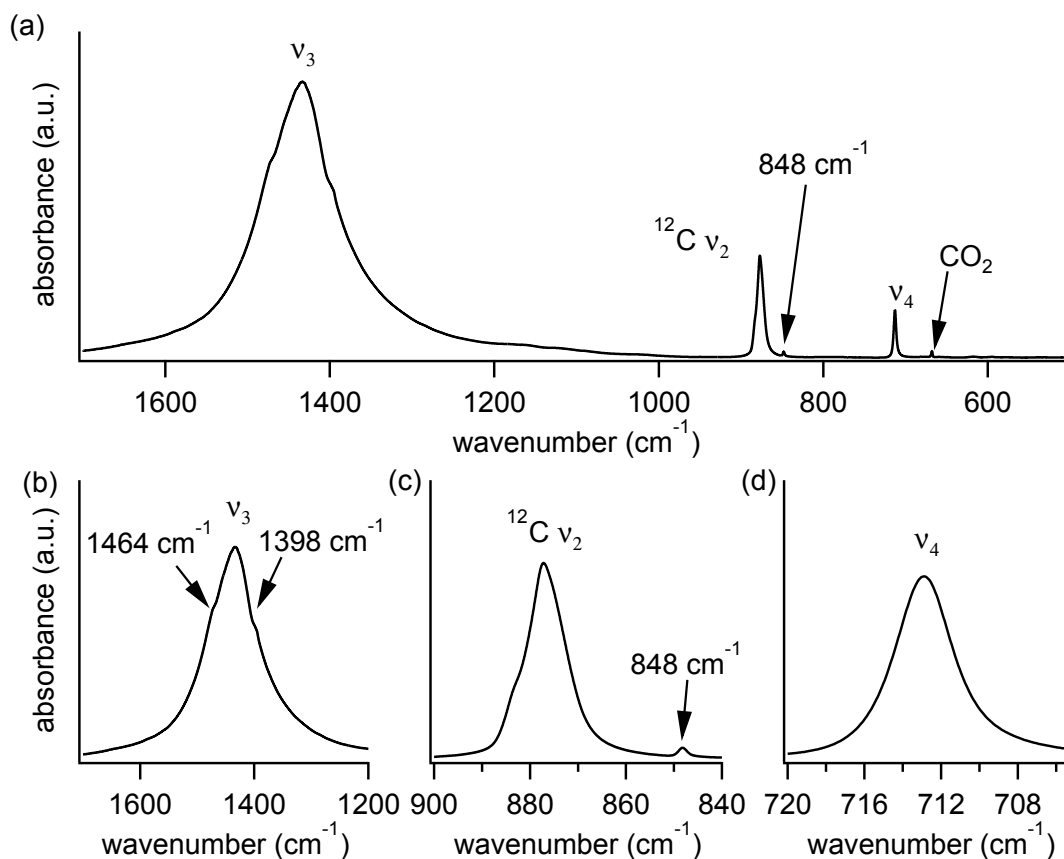 (a)
absorbance (a.u.)
ν3
12C ν2
848 cm-1
ν4
CO2
1600 1400 1200 1000 800 600
wavenumber (cm-1)
(b)
absorbance (a.u.)
ν3
1464 cm-1
1398 cm-1
1600 1400 1200
wavenumber (cm-1)
(c)
12C ν2
848 cm-1
900 880 860 840
wavenumber (cm-1)
(d)
ν4
720 716 712 708
wavenumber (cm-1)